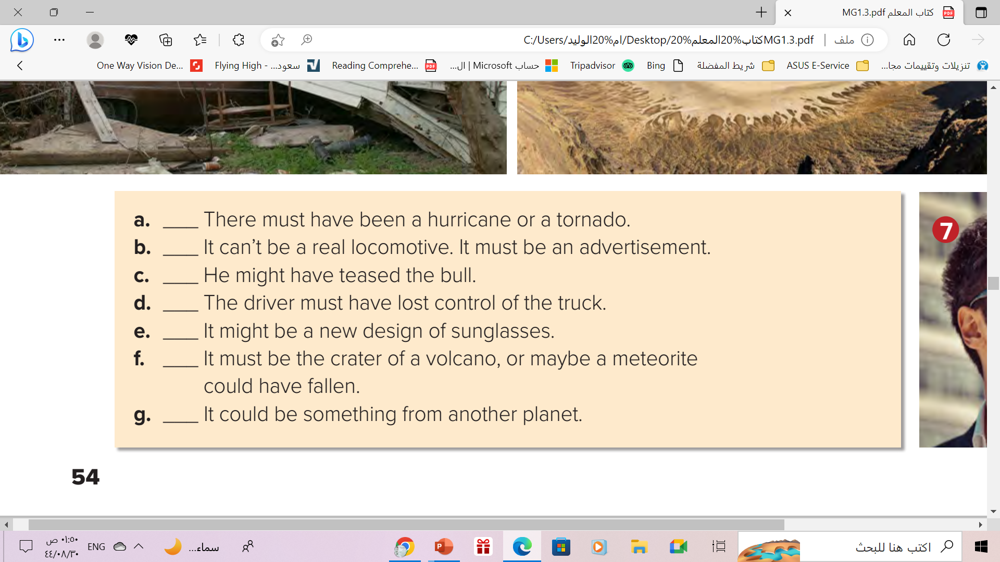 كتاب المعلم MG1.3.pdf
ملف
C:/Users/ام%20الوليد/Desktop/كتاب%20المعلم%20MG1.3.pdf
تنزيلات وتقييمات مجا...
ASUS E-Service
شريط المفضلة
Bing
Tripadvisor
حساب Microsoft | ال...
Reading Comprehe...
Flying High - سعود...
One Way Vision De...
a. ____ There must have been a hurricane or a tornado.
b. ____ It can’t be a real locomotive. It must be an advertisement.
c. ____ He might have teased the bull.
d. ____ The driver must have lost control of the truck.
e. ____ It might be a new design of sunglasses.
f. ____ It must be the crater of a volcano, or maybe a meteorite
could have fallen.
g. ____ It could be something from another planet.
7
54
اكتب هنا للبحث
سماء...
ENG
٠١:٥٠ ص
٤٤/٠٨/٣٠